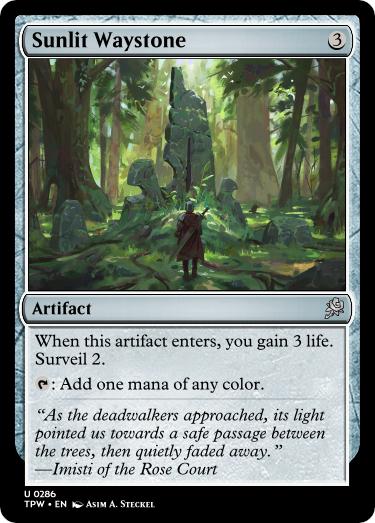 Sunlit Waystone 3
Artifact
When this artifact enters, you gain 3 life.
Surveil 2.
: Add one mana of any color.
“As the deadwalkers approached, its light
pointed us towards a safe passage between
the trees, then quietly faded away.”
—Imisti of the Rose Court
U 0286
TPW • EN Asim A. Steckel